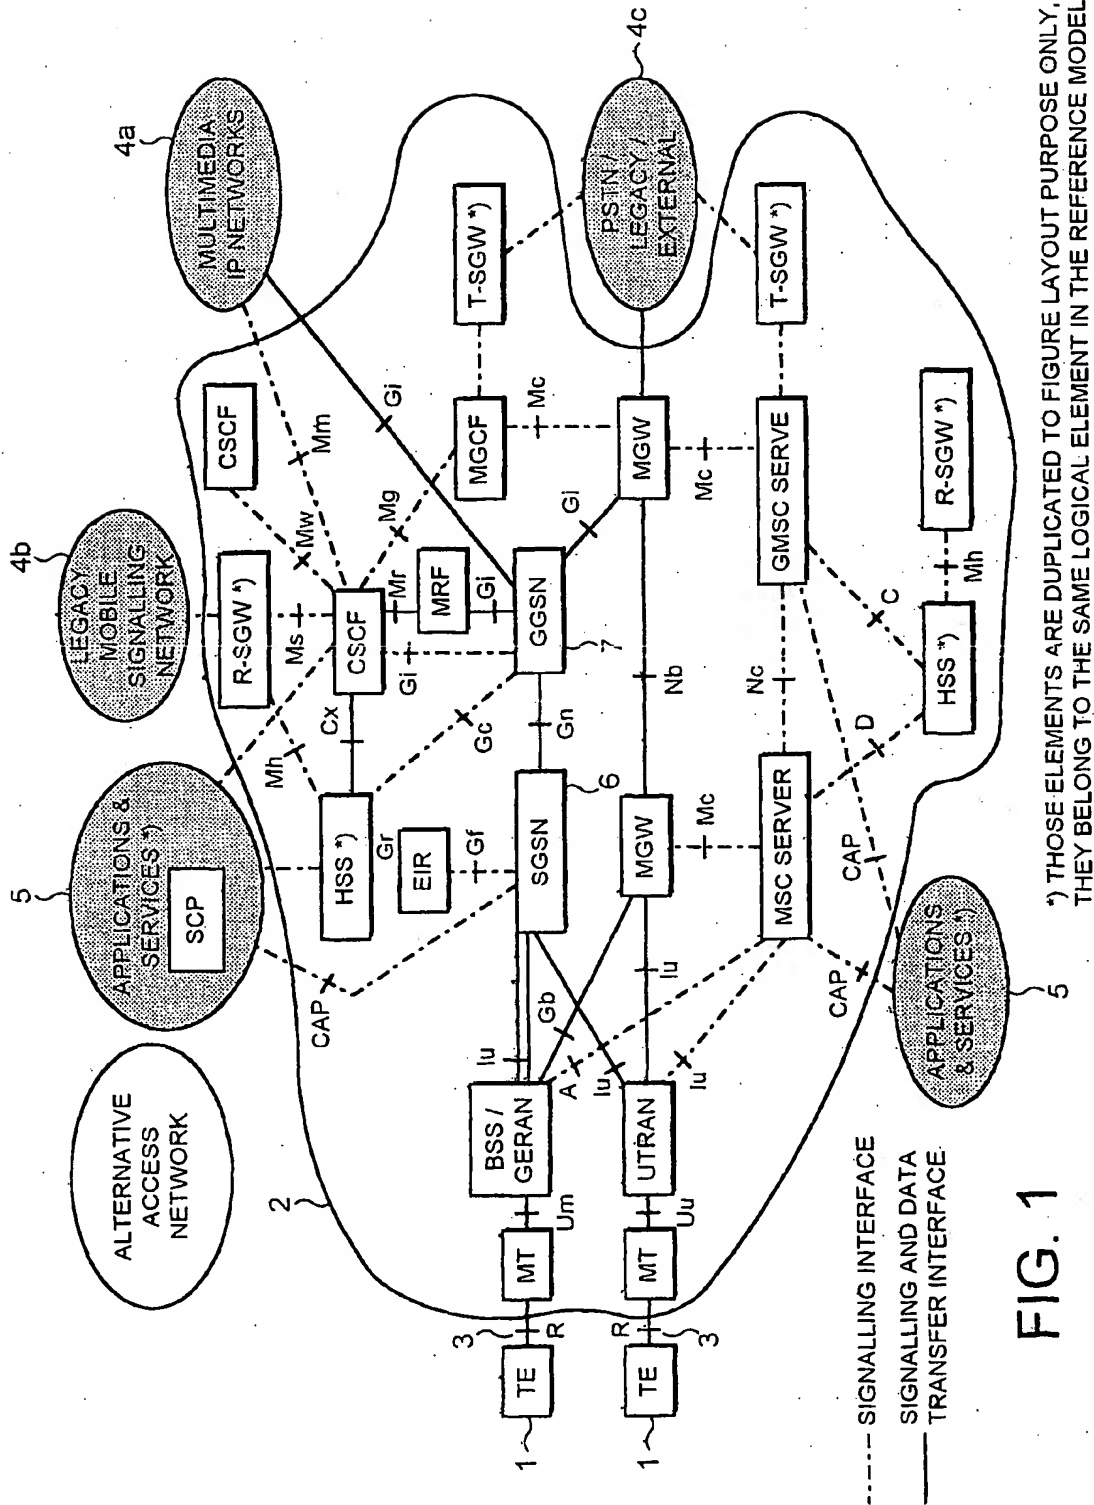 4a
MULTIMEDIA
IP NETWORKS
4b
LEGACY
MOBILE
SIGNALLING
NETWORK
4c
PSTN /
LEGACY /
EXTERNAL
5
APPLICATIONS &
SERVICES *)
SCP
ALTERNATIVE
ACCESS
NETWORK
2
CSCF
Mw
Mm
Gi
R-SGW *)
Ms
Mh
CSCF
Cx
Mr
Mg
Gi
MRF
Gi
MGCF
T-SGW *)
Mc
HSS *)
Gr
EIR
Gf
Gc
CAP
SGSN
6
Gn
GGSN
7
Gi
MGW
Mc
Nb
MGW
Mc
Iu
Gb
A
Iu
Iu
Iu
TE
1
3
R
MT
Um
BSS /
GERAN
TE
1
3
R
MT
Uu
UTRAN
MSC SERVER
Nc
GMSC SERVE
T-SGW *)
C
D
HSS *)
Mh
R-SGW *)
CAP
CAP
APPLICATIONS
& SERVICES *)
5
SIGNALLING INTERFACE
SIGNALLING AND DATA
TRANSFER INTERFACE
*) THOSE ELEMENTS ARE DUPLICATED TO FIGURE LAYOUT PURPOSE ONLY,
THEY BELONG TO THE SAME LOGICAL ELEMENT IN THE REFERENCE MODEL
FIG. 1